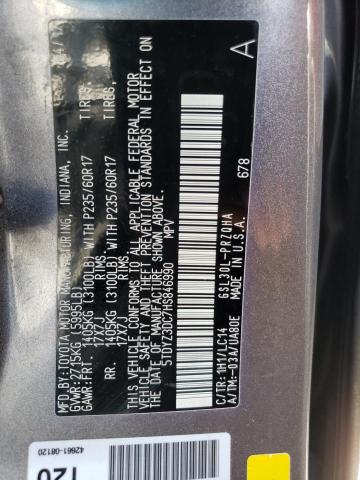 MFD.BY:TOYOTA MOTOR MANUFACTURING, INDIANA, INC.
GVWR:2715KG (5995LB)
GAWR:FRT. 1405KG (3100LB) WITH P235/60R17 TIRES,
17X7J RIMS
RR. 1405KG (3100LB) WITH P235/60R17 TIRES,
17X7J RIMS
THIS VEHICLE CONFORMS TO ALL APPLICABLE FEDERAL MOTOR
VEHICLE SAFETY AND THEFT PREVENTION STANDARDS IN EFFECT ON
THE DATE OF MANUFACTURE SHOWN ABOVE.
5TDYZ3DC7HS846990
MPV
A
678
C/TR:1H1/LC14 GSL30L-PRZQHA
A/TM:-03A/UA80E MADE IN U.S.A.
42661-08120
120